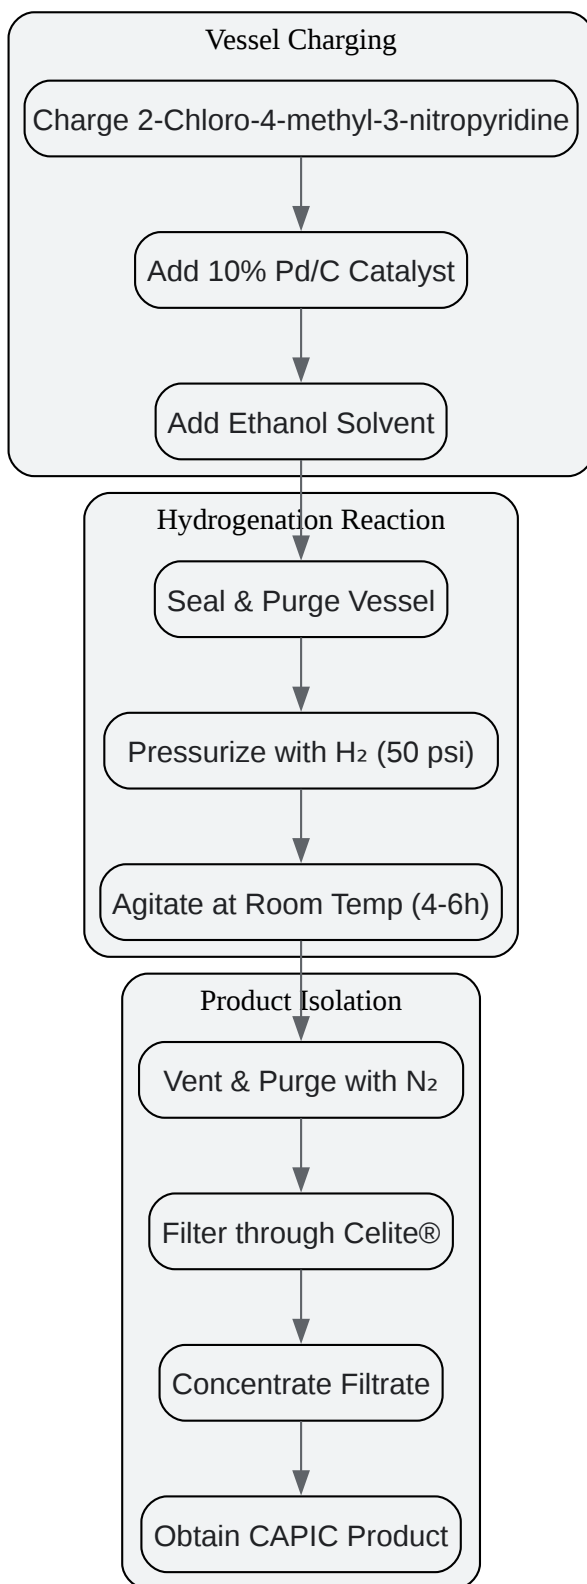 Vessel Charging
Charge 2-Chloro-4-methyl-3-nitropyridine
Add 10% Pd/C Catalyst
Add Ethanol Solvent
Hydrogenation Reaction
Seal & Purge Vessel
Pressurize with H₂ (50 psi)
Agitate at Room Temp (4-6h)
Product Isolation
Vent & Purge with N₂
Filter through Celite®
Concentrate Filtrate
Obtain CAPIC Product